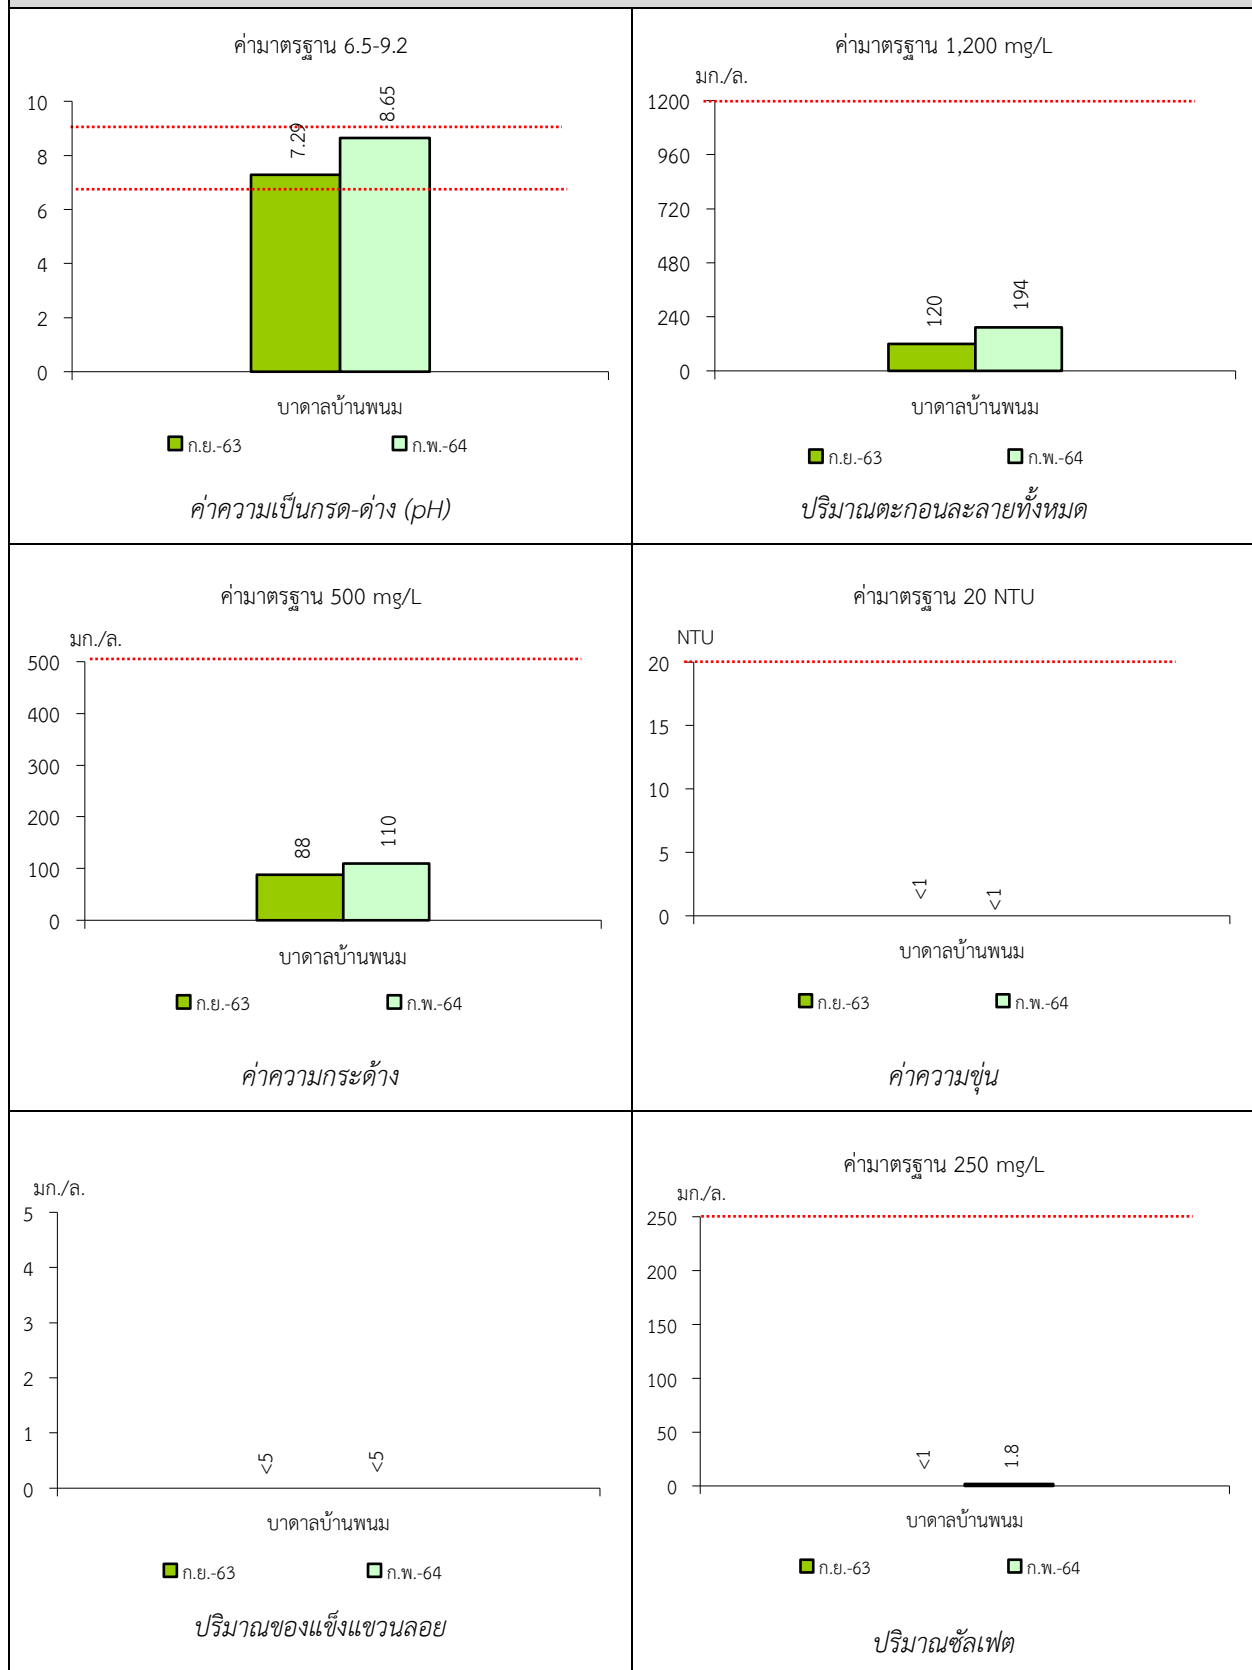 ค่ามาตรฐาน 6.5-9.2
10
8
6
4
2
0
7.29
8.65
บาดาลบ้านพนม
ก.ย.-63 ก.พ.-64
ค่าความเป็นกรด-ด่าง (pH)
ค่ามาตรฐาน 1,200 mg/L
มก./ล.
1200
960
720
480
240
0
120
194
บาดาลบ้านพนม
ก.ย.-63 ก.พ.-64
ปริมาณตะกอนละลายทั้งหมด
ค่ามาตรฐาน 500 mg/L
มก./ล.
500
400
300
200
100
0
88
110
บาดาลบ้านพนม
ก.ย.-63 ก.พ.-64
ค่าความกระด้าง
ค่ามาตรฐาน 20 NTU
NTU
20
15
10
5
0
<1
<1
บาดาลบ้านพนม
ก.ย.-63 ก.พ.-64
ค่าความขุ่น
มก./ล.
5
4
3
2
1
0
<5
<5
บาดาลบ้านพนม
ก.ย.-63 ก.พ.-64
ปริมาณของแข็งแขวนลอย
ค่ามาตรฐาน 250 mg/L
มก./ล.
250
200
150
100
50
0
<1
1.8
บาดาลบ้านพนม
ก.ย.-63 ก.พ.-64
ปริมาณซัลเฟต